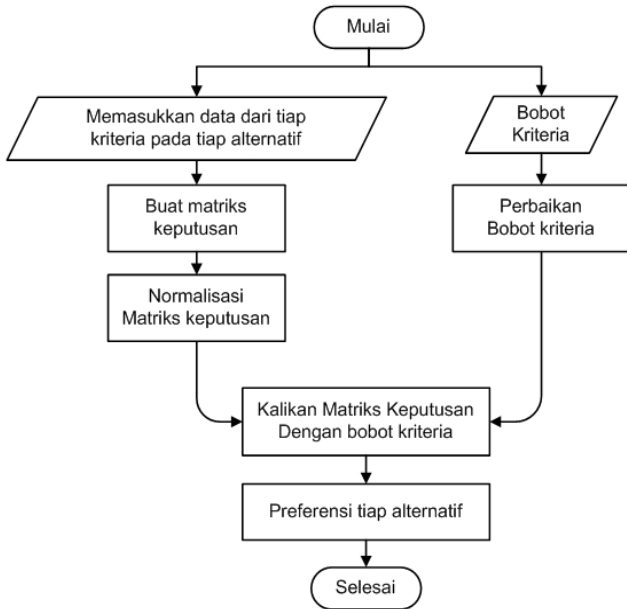 Mulai
Memasukkan data dari tiap
kriteria pada tiap alternatif
Bobot
Kriteria
Buat matriks
keputusan
Perbaikan
Bobot kriteria
Normalisasi
Matriks keputusan
Kalikan Matriks Keputusan
Dengan bobot kriteria
Preferensi tiap alternatif
Selesai